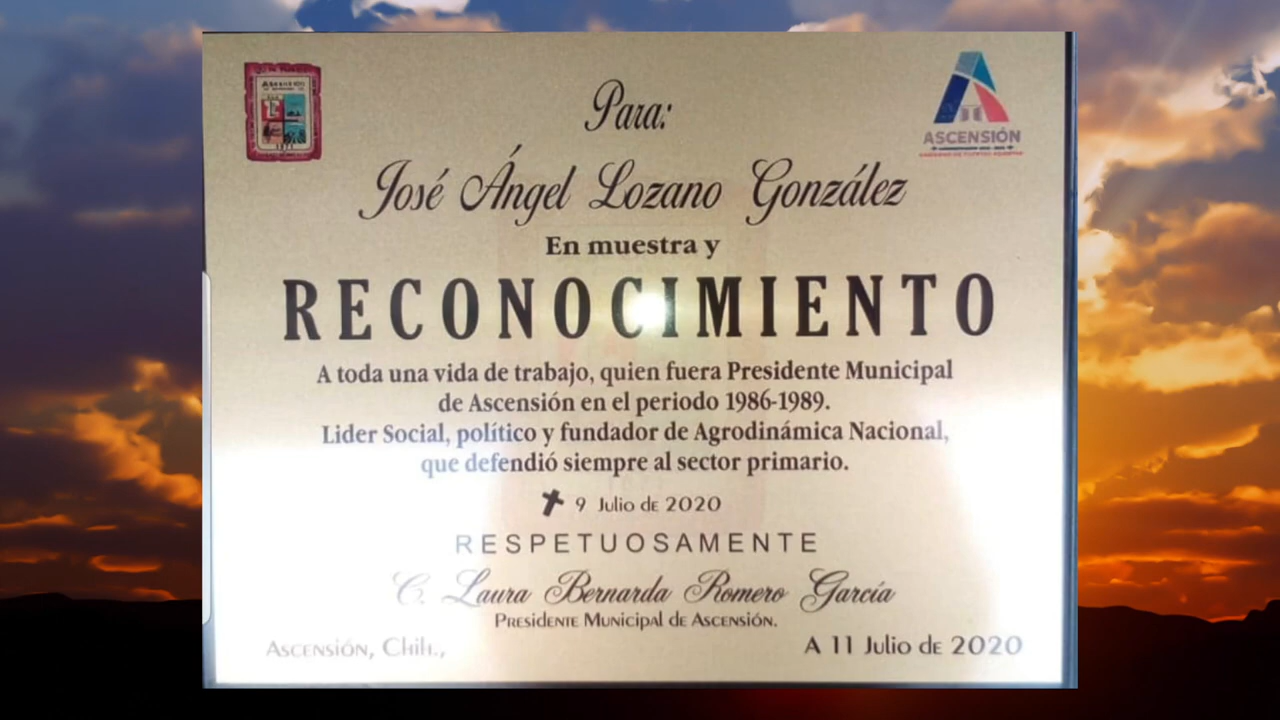 Para:
ASCENSIÓN
José Ángel Lozano González
En muestra y
RECONOCIMIENTO
A toda una vida de trabajo, quien fuera Presidente Municipal
de Ascensión en el periodo 1986-1989.
Lider Social, político y fundador de Agrodinámica Nacional,
que defendió siempre al sector primario.
9 Julio de 2020
RESPETUOSAMENTE
C. Laura Bernarda Romero García
Presidente Municipal de Ascensión.
Ascensión, Chih., A 11 Julio de 2020